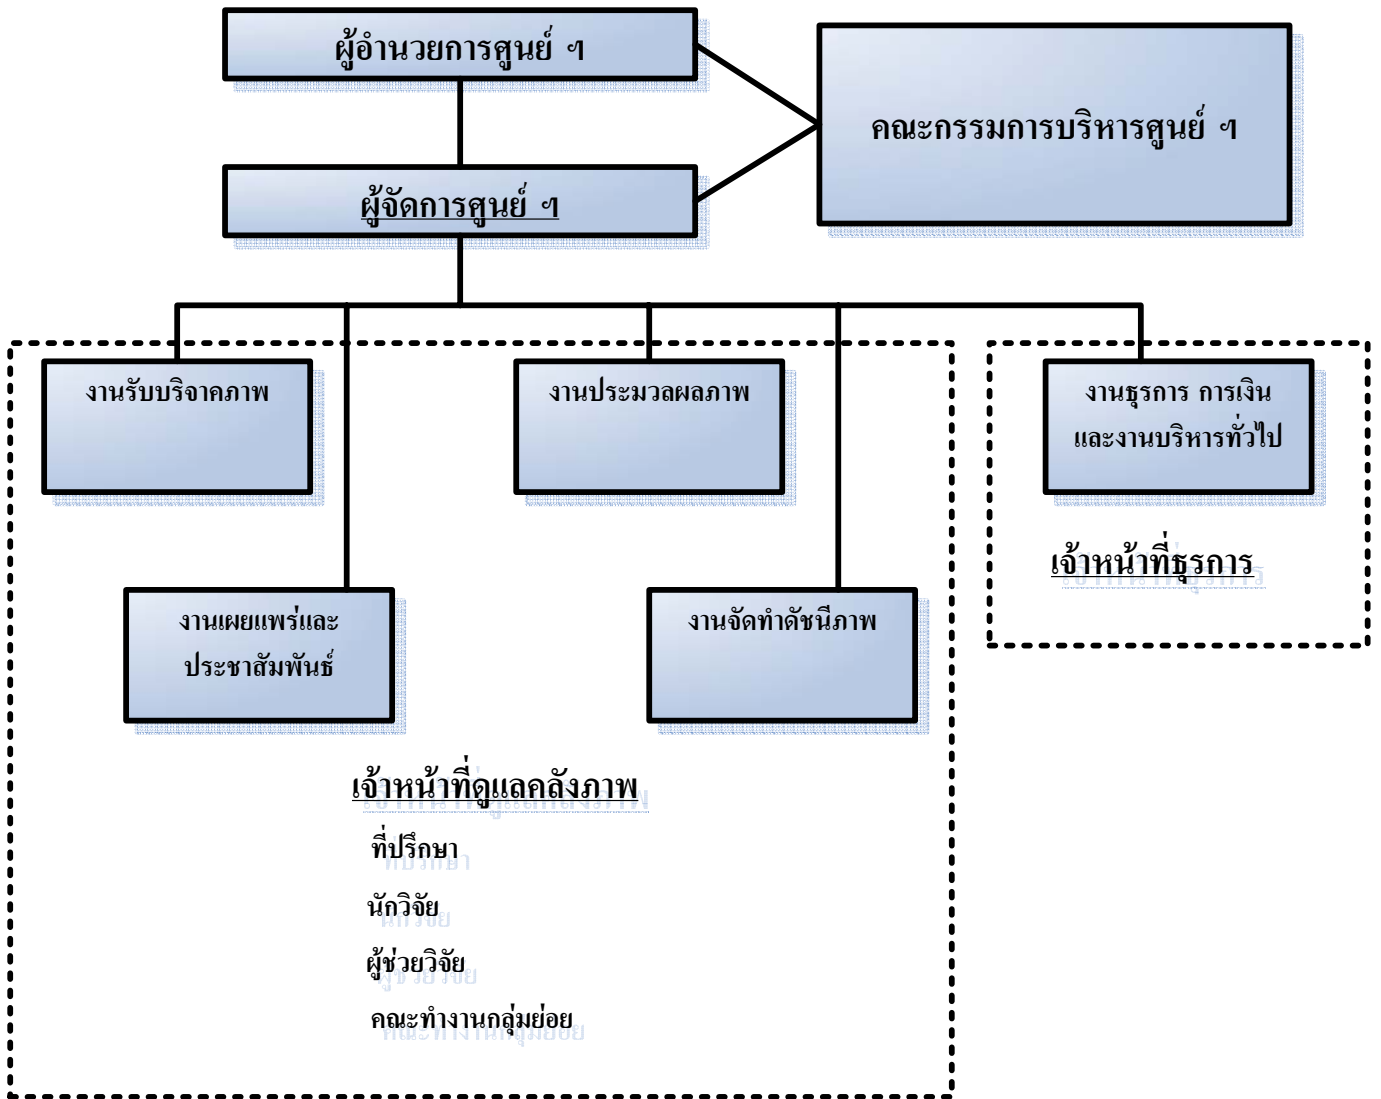 ผู้อำนวยการศูนย์ ฯ
คณะกรรมการบริหารศูนย์ ฯ
ผู้จัดการศูนย์ ฯ
งานรับบริจาคภาพ
งานประมวลผลภาพ
งานธุรการ การเงิน
และงานบริหารทั่วไป
เจ้าหน้าที่ธุรการ
งานเผยแพร่และ
ประชาสัมพันธ์
งานจัดทำดัชนีภาพ
เจ้าหน้าที่ดูแลคลังภาพ
ที่ปรึกษา
นักวิจัย
ผู้ช่วยวิจัย
คณะทำงานกลุ่มย่อย